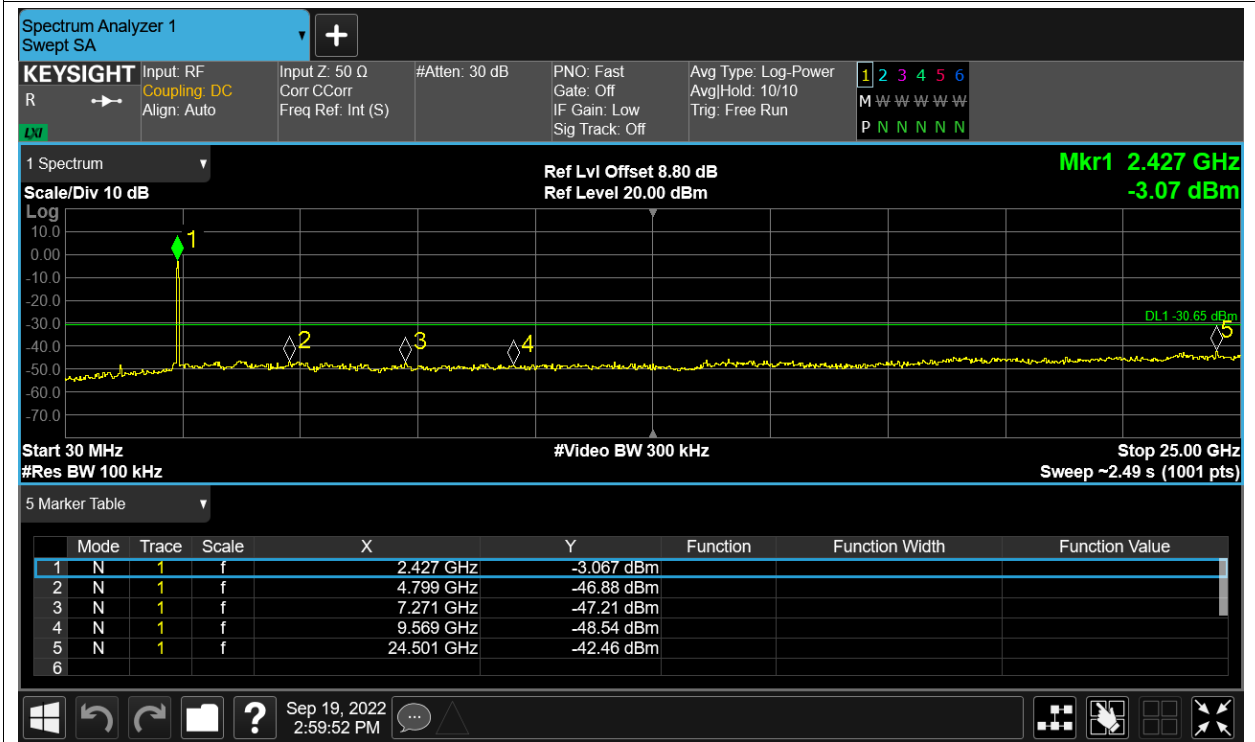 Spectrum Analyzer 1
Swept SA
KEYSIGHT
R
LXI
Input: RF
Coupling: DC
Align: Auto
Input Z: 50 Ω
Corr CCorr
Freq Ref: Int (S)
#Atten: 30 dB
PNO: Fast
Gate: Off
IF Gain: Low
Sig Track: Off
Avg Type: Log-Power
Avg|Hold: 10/10
Trig: Free Run
1 2 3 4 5 6
M W W W W W
P N N N N N
1 Spectrum
Scale/Div 10 dB
Ref Lvl Offset 8.80 dB
Ref Level 20.00 dBm
Mkr1 2.427 GHz
-3.07 dBm
Log
10.0
0.00
-10.0
-20.0
-30.0
-40.0
-50.0
-60.0
-70.0
1
2
3
4
5
DL1 -30.65 dBm
Start 30 MHz
#Res BW 100 kHz
#Video BW 300 kHz
Stop 25.00 GHz
Sweep ~2.49 s (1001 pts)
5 Marker Table
Mode Trace Scale X Y Function Function Width Function Value
1 N 1 f 2.427 GHz -3.067 dBm
2 N 1 f 4.799 GHz -46.88 dBm
3 N 1 f 7.271 GHz -47.21 dBm
4 N 1 f 9.569 GHz -48.54 dBm
5 N 1 f 24.501 GHz -42.46 dBm
6
?
Sep 19, 2022
2:59:52 PM